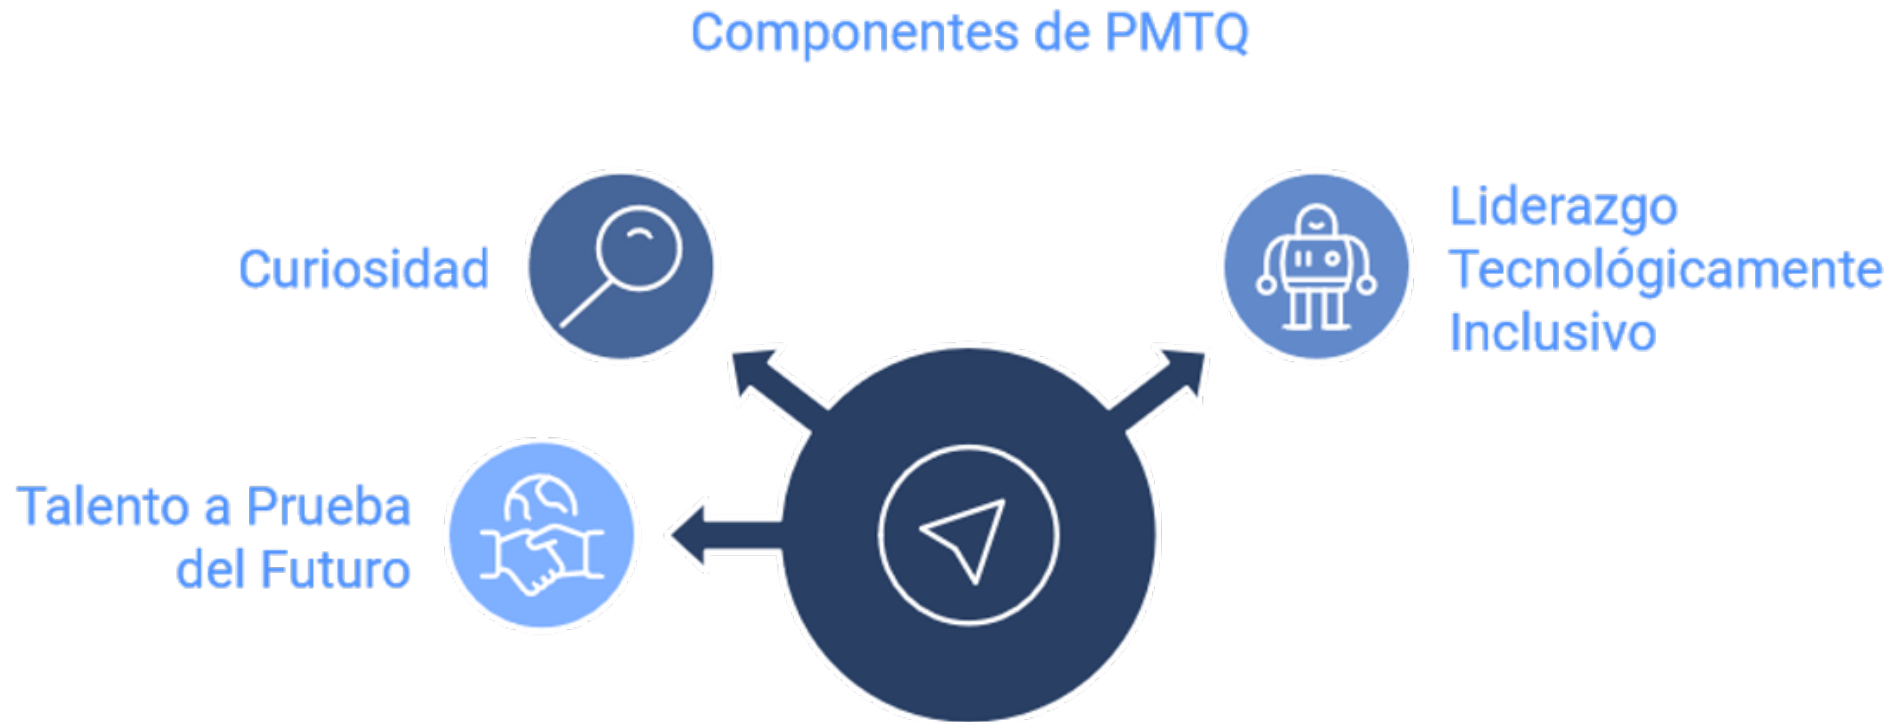 Componentes de PMTQ
Curiosidad
Liderazgo
Tecnológicamente
Inclusivo
Talento a Prueba
del Futuro